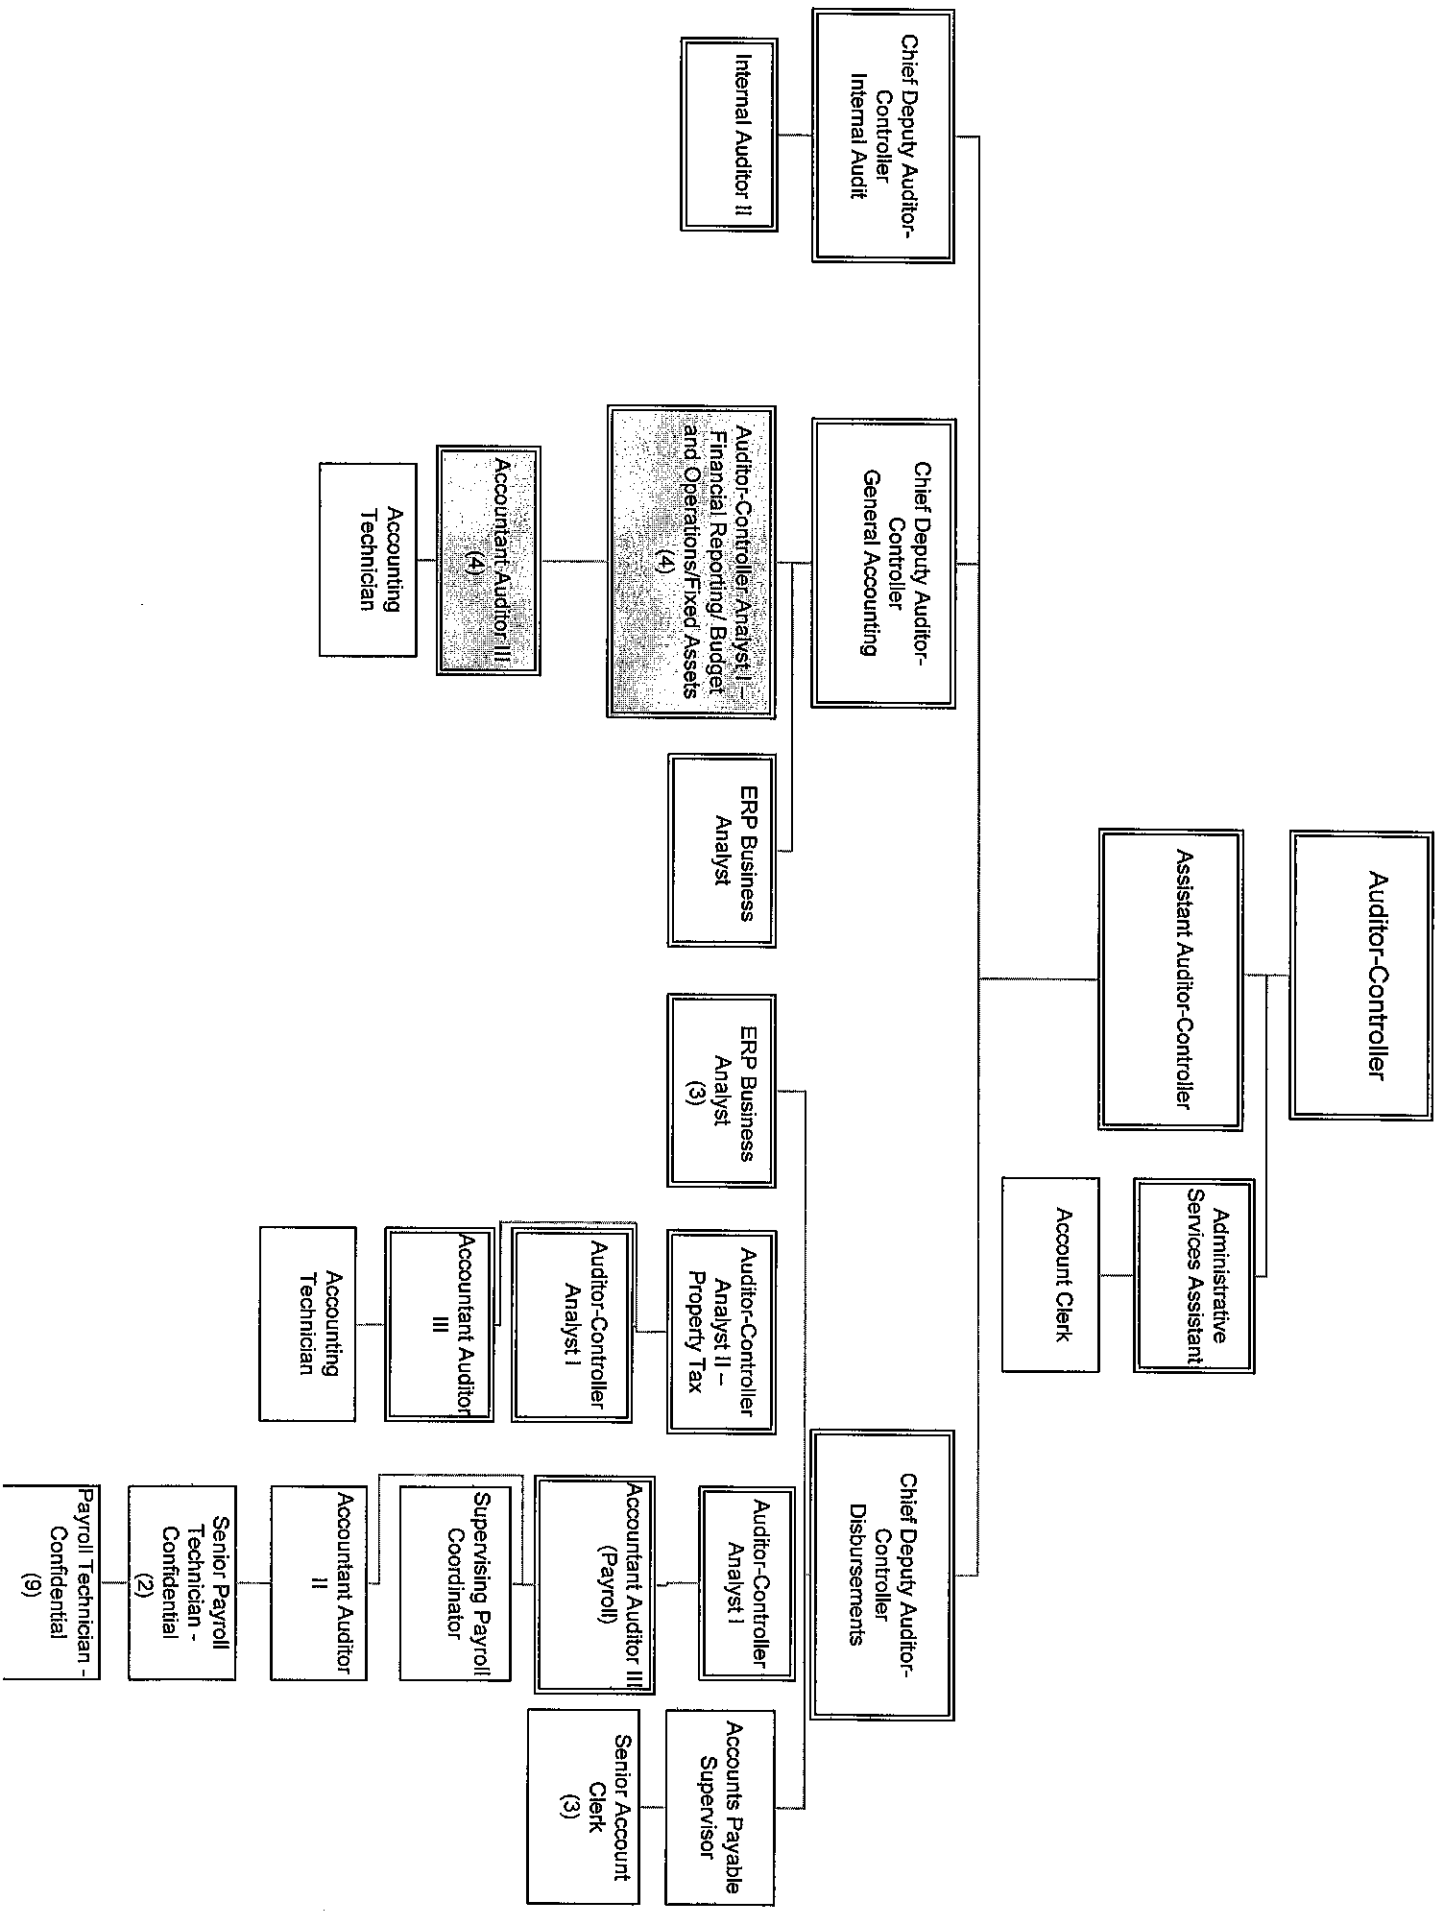 Auditor-Controller
Assistant Auditor-Controller
Administrative
Services Assistant
Account Clerk
Chief Deputy Auditor-
Controller
Internal Audit
Internal Auditor II
Chief Deputy Auditor-
Controller
General Accounting
Auditor-Controller Analyst I –
Financial Reporting/ Budget
and Operations/Fixed Assets
(4)
Accountant-Auditor III
(4)
Accounting
Technician
ERP Business
Analyst
Chief Deputy Auditor-
Controller
Disbursements
ERP Business
Analyst
(3)
Auditor-Controller
Analyst II –
Property Tax
Auditor-Controller
Analyst I
Accountant Auditor
III
Accounting
Technician
Auditor-Controller
Analyst I
Accountant Auditor III
(Payroll)
Supervising Payroll
Coordinator
Accountant Auditor
II
Senior Payroll
Technician -
Confidential
(2)
Payroll Technician -
Confidential
(9)
Accounts Payable
Supervisor
Senior Account
Clerk
(3)